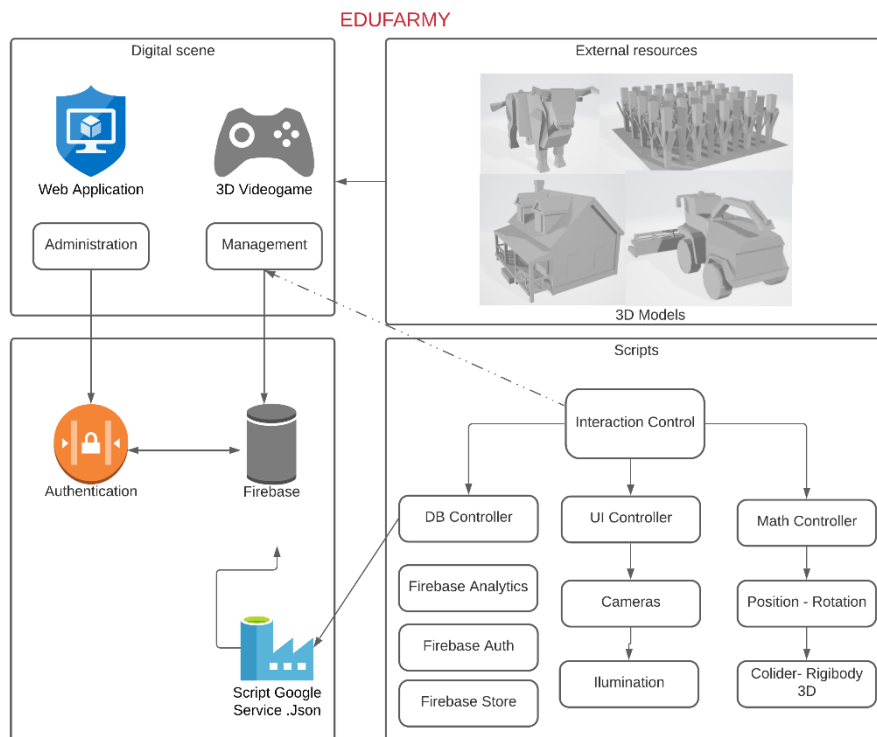 EDUFARMY
Digital scene
External resources
Web Application
3D Videogame
Administration
Management
3D Models
Scripts
Interaction Control
Authentication
Firebase
DB Controller
UI Controller
Math Controller
Firebase Analytics
Cameras
Position - Rotation
Firebase Auth
Ilumination
Colider- Rigibody
3D
Firebase Store
Script Google
Service .Json